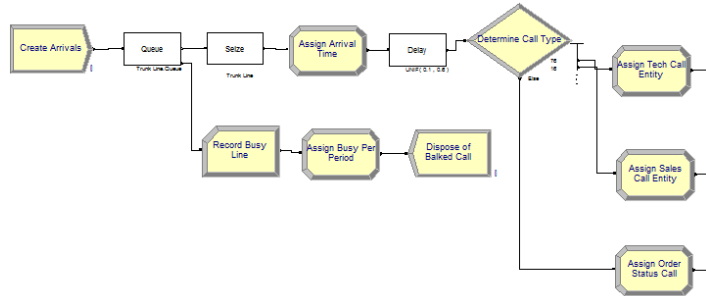 Create Arrivals
Queue
Trunk Line.Queue
Seize
Trunk Line
Assign Arrival
Time
Delay
UNIF( 0.1 , 0.6 )
Determine Call Type
76
16
Else
Assign Tech Call
Entity
Record Busy
Line
Assign Busy Per
Period
Dispose of
Balked Call
Assign Sales
Call Entity
Assign Order
Status Call